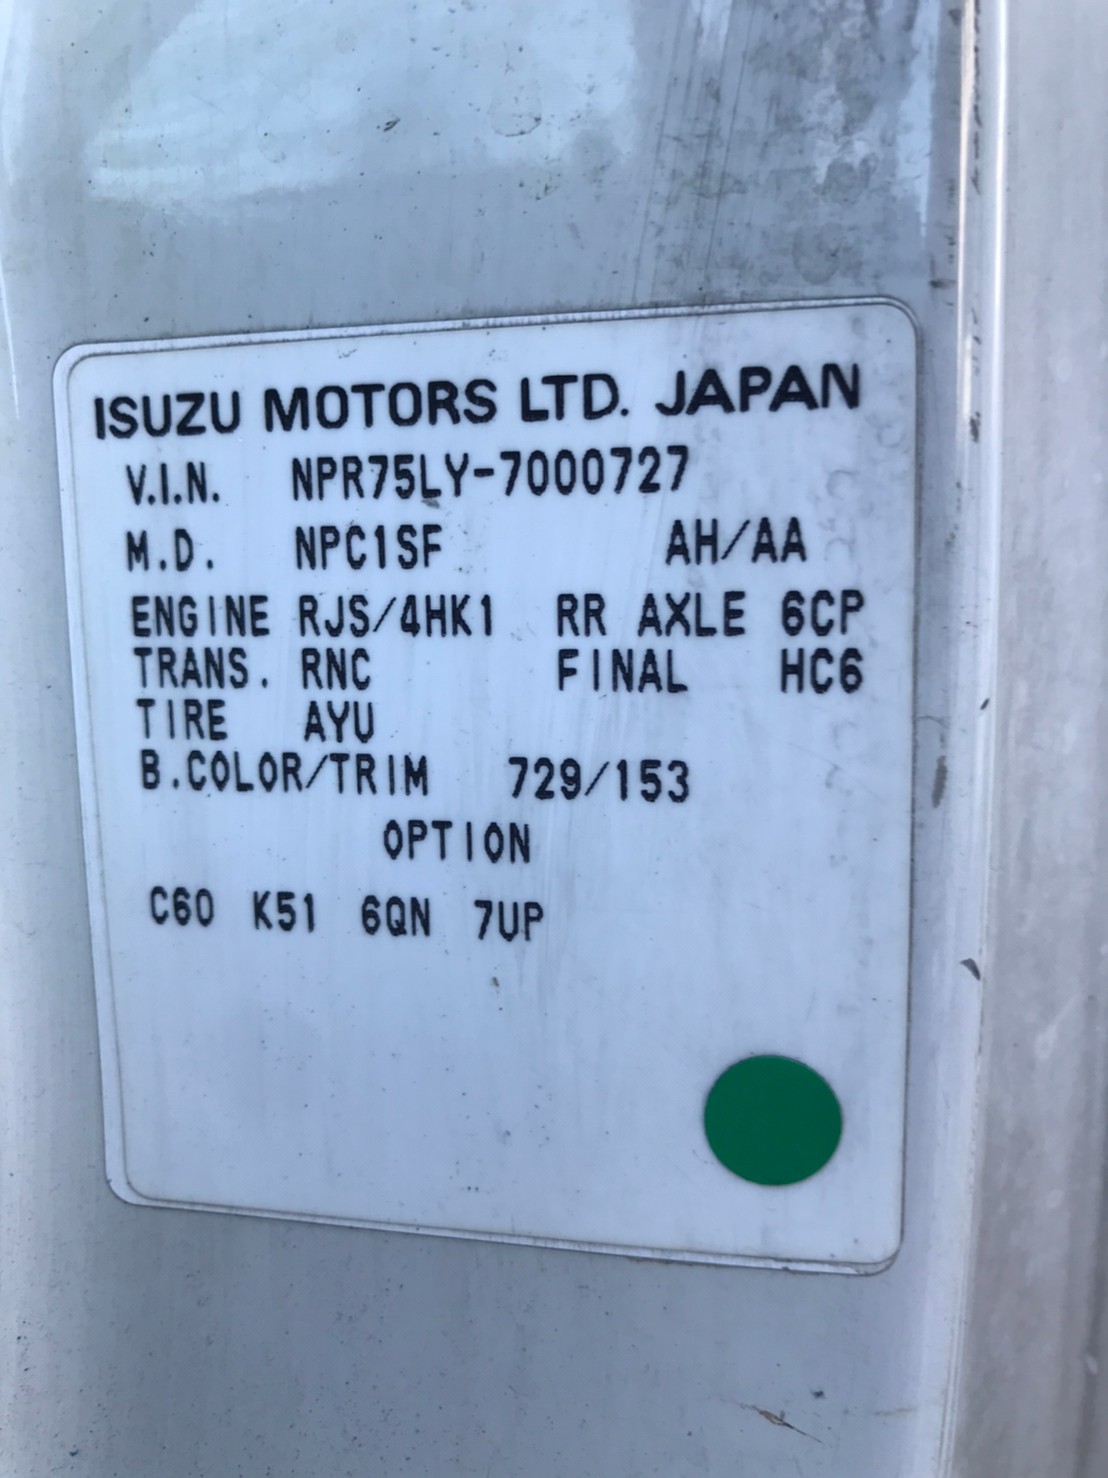 ISUZU MOTORS LTD. JAPAN
V.I.N. NPR75LY-7000727
M.D. NPC1SF AH/AA
ENGINE RJS/4HK1 RR AXLE 6CP
TRANS. RNC FINAL HC6
TIRE AYU
B.COLOR/TRIM 729/153
OPTION
C60 K51 6QN 7UP